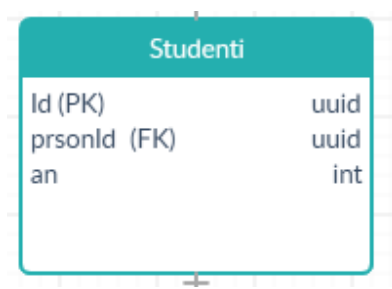 Studenti
Id (PK) uuid
prsonId (FK) uuid
an int